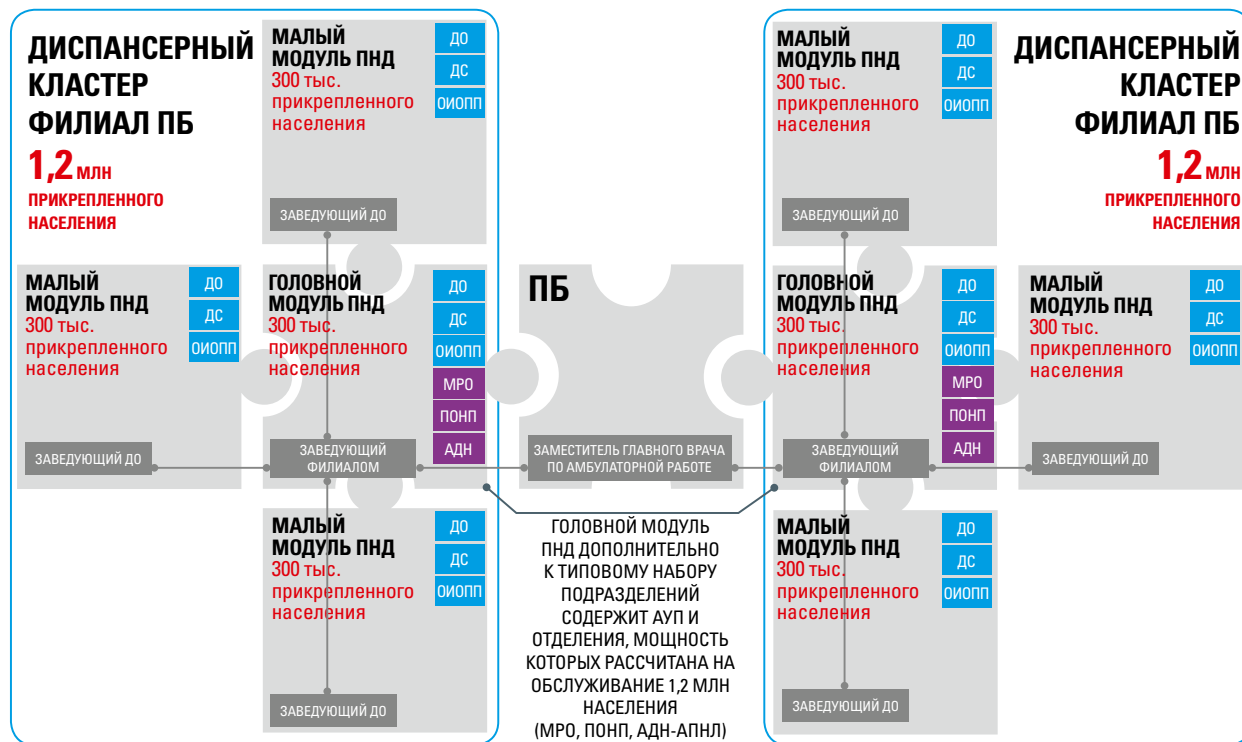 ДИСПАНСЕРНЫЙ
КЛАСТЕР
ФИЛИАЛ ПБ
1,2 МЛН
ПРИКРЕПЛЕННОГО
НАСЕЛЕНИЯ
МАЛЫЙ
МОДУЛЬ ПНД
300 тыс.
прикрепленного
населения
ДО
ДС
ОИОПП
ЗАВЕДУЮЩИЙ ДО
МАЛЫЙ
МОДУЛЬ ПНД
300 тыс.
прикрепленного
населения
ДО
ДС
ОИОПП
ЗАВЕДУЮЩИЙ ДО
ГОЛОВНОЙ
МОДУЛЬ ПНД
300 тыс.
прикрепленного
населения
ДО
ДС
ОИОПП
МРО
ПОНП
АДН
ЗАВЕДУЮЩИЙ
ФИЛИАЛОМ
МАЛЫЙ
МОДУЛЬ ПНД
300 тыс.
прикрепленного
населения
ДО
ДС
ОИОПП
ЗАВЕДУЮЩИЙ ДО
ПБ
ЗАМЕСТИТЕЛЬ ГЛАВНОГО ВРАЧА
ПО АМБУЛАТОРНОЙ РАБОТЕ
ГОЛОВНОЙ МОДУЛЬ
ПНД ДОПОЛНИТЕЛЬНО
К ТИПОВОМУ НАБОРУ
ПОДРАЗДЕЛЕНИЙ
СОДЕРЖИТ АУП И
ОТДЕЛЕНИЯ, МОЩНОСТЬ
КОТОРЫХ РАССЧИТАНА НА
ОБСЛУЖИВАНИЕ 1,2 МЛН
НАСЕЛЕНИЯ
(МРО, ПОНП, АДН-АПНЛ)
МАЛЫЙ
МОДУЛЬ ПНД
300 тыс.
прикрепленного
населения
ДО
ДС
ОИОПП
ЗАВЕДУЮЩИЙ ДО
ДИСПАНСЕРНЫЙ
КЛАСТЕР
ФИЛИАЛ ПБ
1,2 МЛН
ПРИКРЕПЛЕННОГО
НАСЕЛЕНИЯ
ГОЛОВНОЙ
МОДУЛЬ ПНД
300 тыс.
прикрепленного
населения
ДО
ДС
ОИОПП
МРО
ПОНП
АДН
ЗАВЕДУЮЩИЙ
ФИЛИАЛОМ
МАЛЫЙ
МОДУЛЬ ПНД
300 тыс.
прикрепленного
населения
ДО
ДС
ОИОПП
ЗАВЕДУЮЩИЙ ДО
МАЛЫЙ
МОДУЛЬ ПНД
300 тыс.
прикрепленного
населения
ДО
ДС
ОИОПП
ЗАВЕДУЮЩИЙ ДО